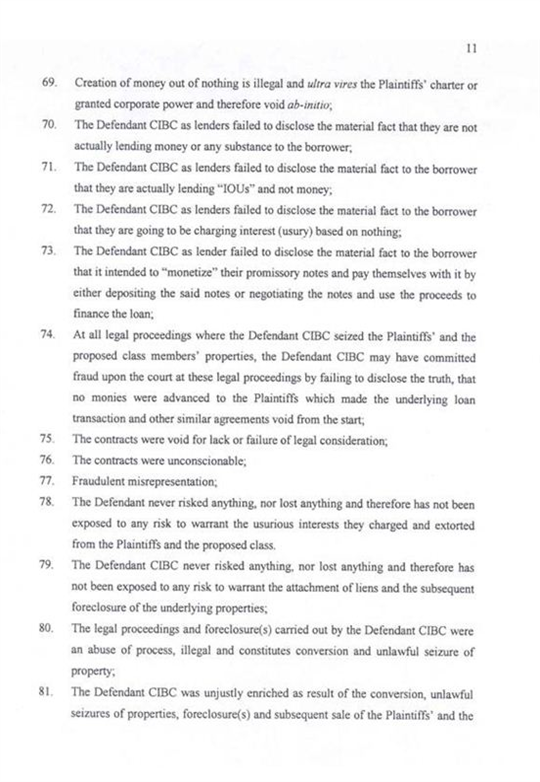 11
69. Creation of money out of nothing is illegal and ultra vires the Plaintiffs' charter or
granted corporate power and therefore void ab-initio;
70. The Defendant CIBC as lenders failed to disclose the material fact that they are not
actually lending money or any substance to the borrower;
71. The Defendant CIBC as lenders failed to disclose the material fact to the borrower
that they are actually lending "IOUs" and not money;
72. The Defendant CIBC as lenders failed to disclose the material fact to the borrower
that they are going to be charging interest (usury) based on nothing;
73. The Defendant CIBC as lender failed to disclose the material fact to the borrower
that it intended to "monetize" their promissory notes and pay themselves with it by
either depositing the said notes or negotiating the notes and use the proceeds to
finance the loan;
74. At all legal proceedings where the Defendant CIBC seized the Plaintiffs' and the
proposed class members' properties, the Defendant CIBC may have committed
fraud upon the court at these legal proceedings by failing to disclose the truth, that
no monies were advanced to the Plaintiffs which made the underlying loan
transaction and other similar agreements void from the start;
75. The contracts were void for lack or failure of legal consideration;
76. The contracts were unconscionable;
77. Fraudulent misrepresentation;
78. The Defendant never risked anything, nor lost anything and therefore has not been
exposed to any risk to warrant the usurious interests they charged and extorted
from the Plaintiffs and the proposed class.
79. The Defendant CIBC never risked anything, nor lost anything and therefore has
not been exposed to any risk to warrant the attachment of liens and the subsequent
foreclosure of the underlying properties;
80. The legal proceedings and foreclosure(s) carried out by the Defendant CIBC were
an abuse of process, illegal and constitutes conversion and unlawful seizure of
property;
81. The Defendant CIBC was unjustly enriched as result of the conversion, unlawful
seizures of properties, foreclosure(s) and subsequent sale of the Plaintiffs' and the